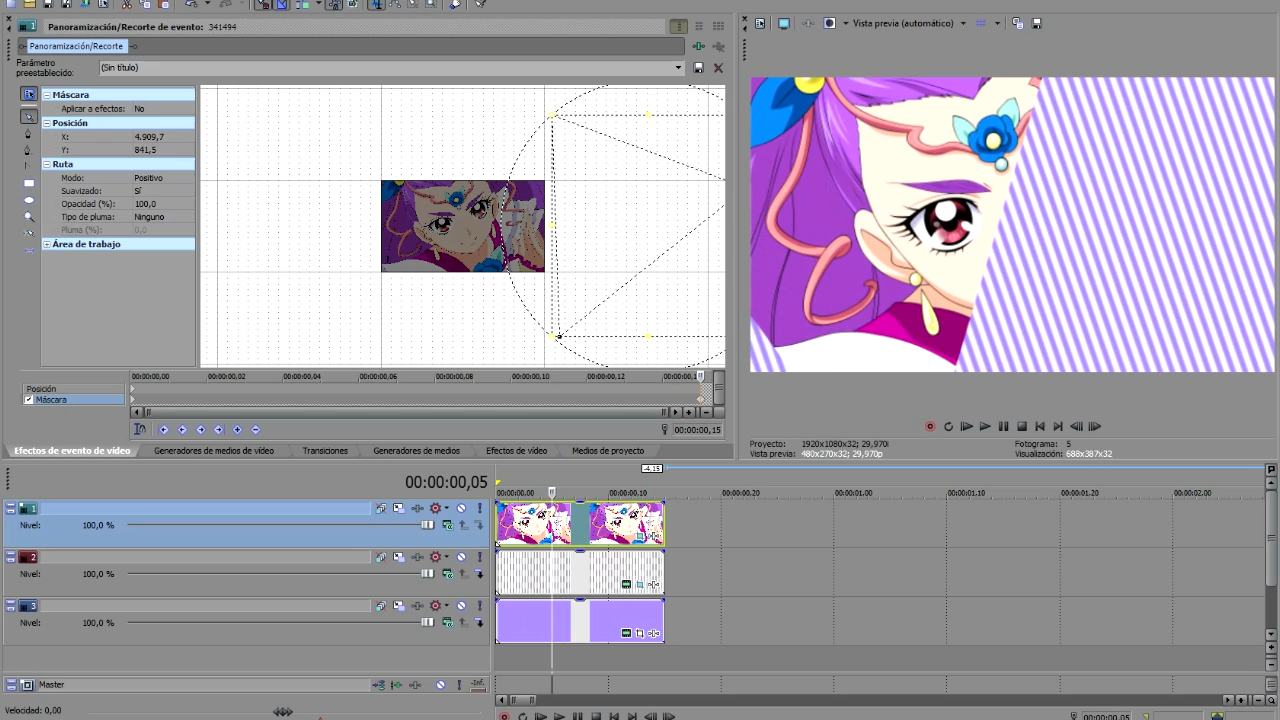 1 Panoramización/Recorte de evento: 341494
Panoramización/Recorte
Parámetro preestablecido: (Sin título)
Máscara
Aplicar a efectos: No
Posición
X: 4.909,7
Y: 841,5
Ruta
Modo: Positivo
Suavizado: Sí
Opacidad (%): 100,0
Tipo de pluma: Ninguno
Pluma (%): 0,0
Área de trabajo
00:00:00,00 00:00:00,02 00:00:00,04 00:00:00,06 00:00:00,08 00:00:00,10 00:00:00,12
Posición
Máscara
00:00:00,15
Vista previa (automático)
Proyecto: 1920x1080x32; 29,970i
Vista previa: 480x270x32; 29,970p
Fotograma: 5
Visualización: 688x387x32
Efectos de evento de vídeo Generadores de medios de vídeo Transiciones Generadores de medios Efectos de vídeo Medios de proyecto
00:00:00,05
-4,15
00:00:00,00 00:00:00,10 00:00:00,20 00:00:01,00 00:00:01,10 00:00:01,20 00:00:02,00
1
Nivel: 100,0 %
2
Nivel: 100,0 %
3
Nivel: 100,0 %
Master
-Inf.
Velocidad: 0,00
00:00:00,05